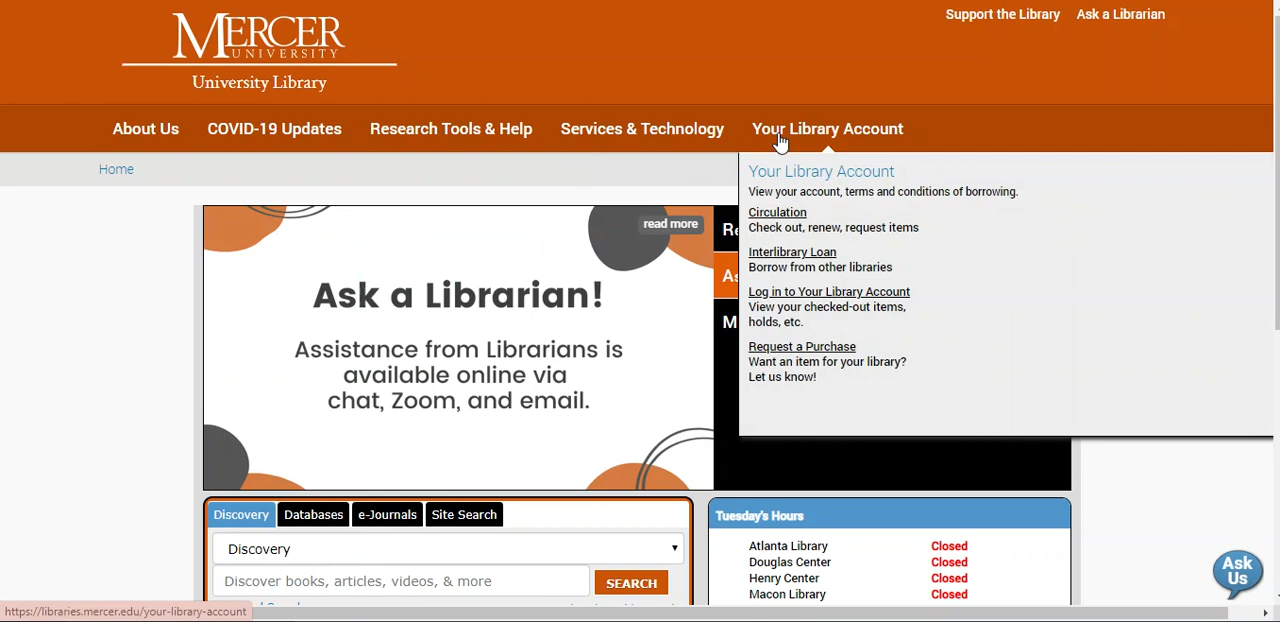 MERCER
UNIVERSITY
University Library
Support the Library Ask a Librarian
About Us COVID-19 Updates Research Tools & Help Services & Technology Your Library Account
Home
Your Library Account
View your account, terms and conditions of borrowing.
Circulation
Check out, renew, request items
Interlibrary Loan
Borrow from other libraries
Log in to Your Library Account
View your checked-out items,
holds, etc.
Request a Purchase
Want an item for your library?
Let us know!
read more
Ask a Librarian!
Assistance from Librarians is
available online via
chat, Zoom, and email.
Re
As
M
Discovery Databases e-Journals Site Search
Discovery
Discover books, articles, videos, & more SEARCH
Tuesday's Hours
Atlanta Library Closed
Douglas Center Closed
Henry Center Closed
Macon Library Closed
Ask
Us
https://libraries.mercer.edu/your-library-account